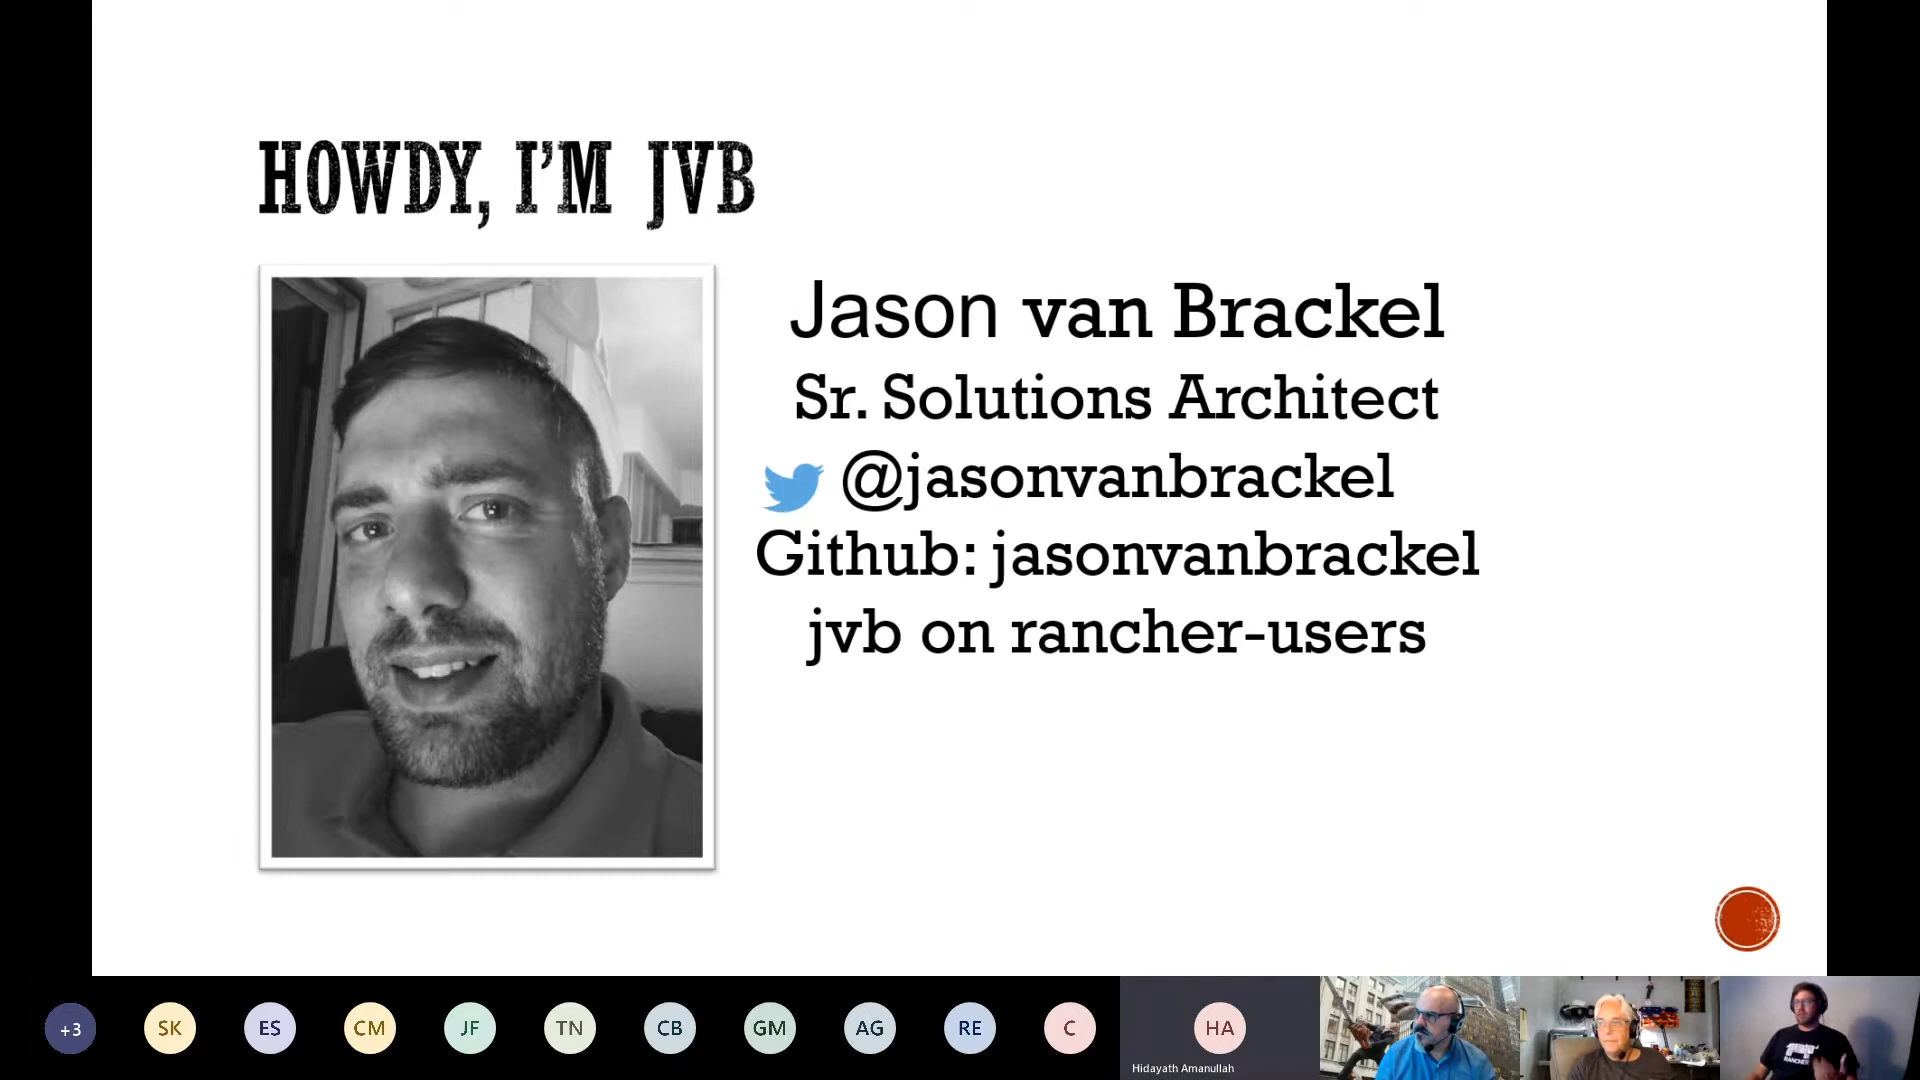 HOWDY, I'M JVB
Jason van Brackel
Sr. Solutions Architect
@jasonvanbrackel
Github: jasonvanbrackel
jvb on rancher-users
+3
SK
ES
CM
JF
TN
CB
GM
AG
RE
C
HA
Hidayath Amanullah
RANCHER